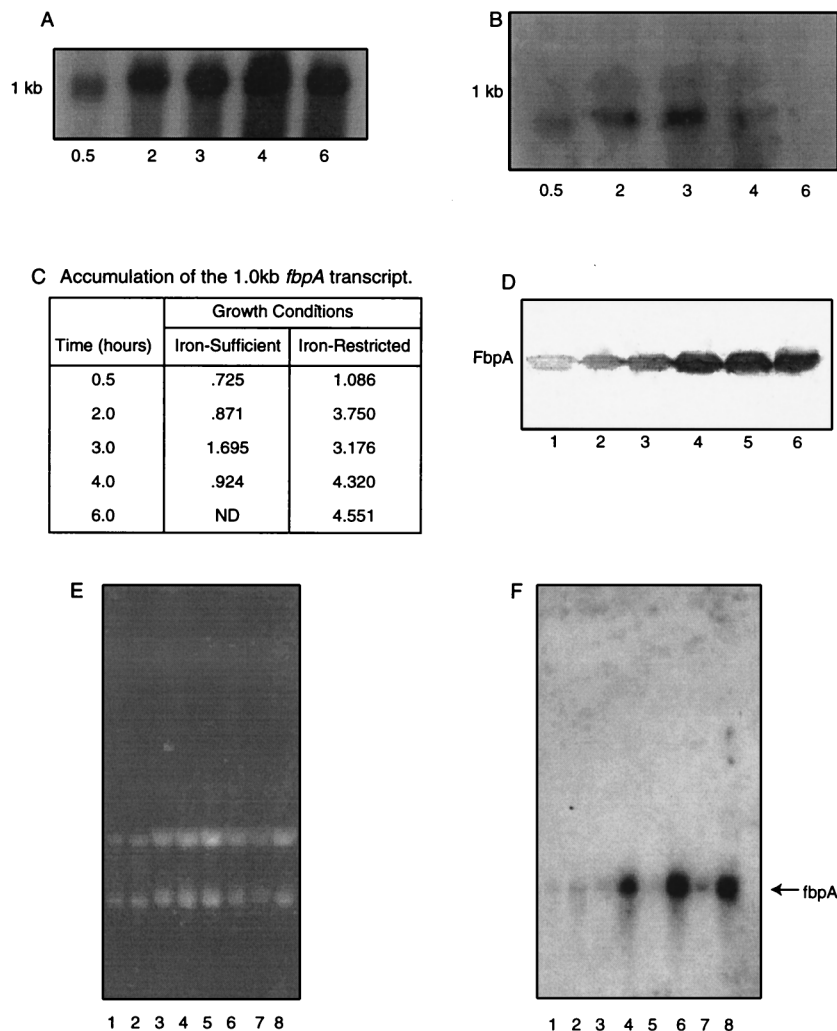 A
1 kb
0.5 2 3 4 6
B
1 kb
0.5 2 3 4 6
C Accumulation of the 1.0kb fbpA transcript.
Growth Conditions
Time (hours) Iron-Sufficient Iron-Restricted
0.5 .725 1.086
2.0 .871 3.750
3.0 1.695 3.176
4.0 .924 4.320
6.0 ND 4.551
D
FbpA
1 2 3 4 5 6
E
1 2 3 4 5 6 7 8
F
fbpA
1 2 3 4 5 6 7 8